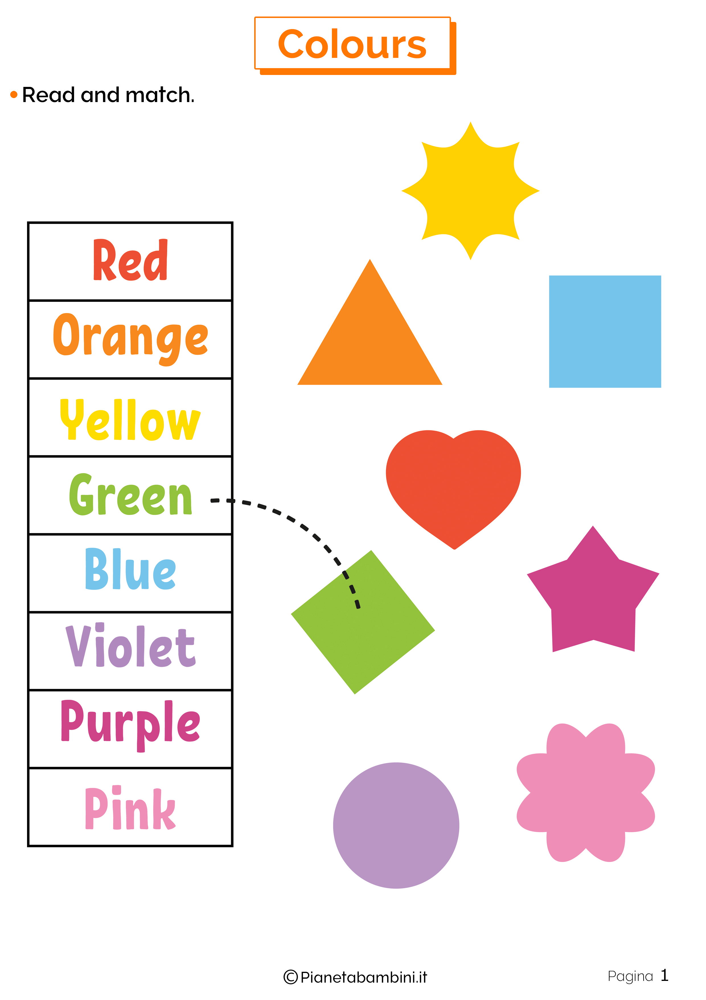 Colours
• Read and match.
Red
Orange
Yellow
Green
Blue
Violet
Purple
Pink
©Pianetabambini.it
Pagina 1